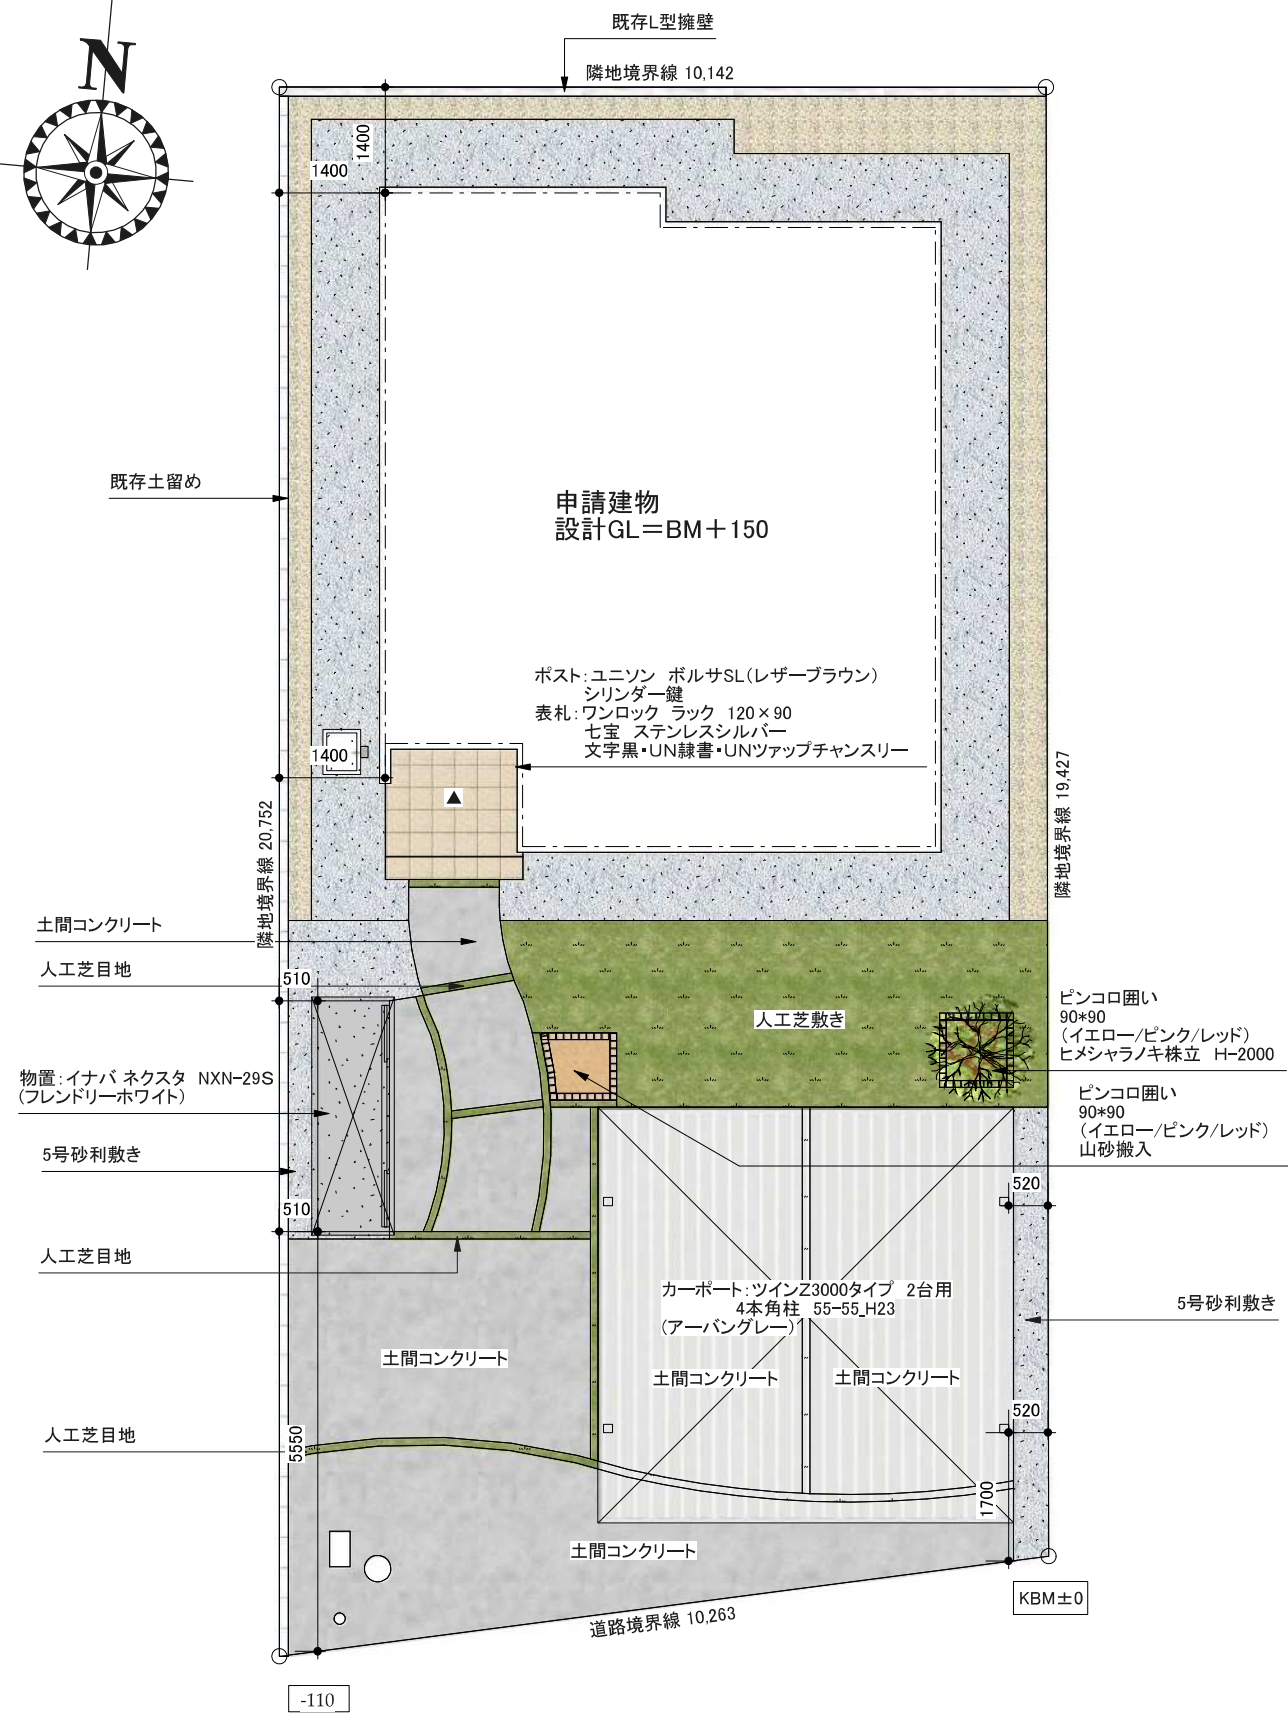 既存L型擁壁
隣地境界線 10,142
N
1400
1400
既存土留め
申請建物
設計GL＝BM＋150
ポスト：ユニソン ボルサSL（レザーブラウン）
シリンダー鍵
表札：ワンロック ラック 120×90
七宝 ステンレスシルバー
文字黒・UN隷書・UNツァップチャンスリー
1400
▲
隣地境界線 20,752
隣地境界線 19,427
土間コンクリート
人工芝目地
510
人工芝敷き
ピンコロ囲い
90*90
（イエロー/ピンク/レッド）
ヒメシャラノキ株立 H-2000
物置：イナバ ネクスタ NXN-29S
（フレンドリーホワイト）
ピンコロ囲い
90*90
（イエロー/ピンク/レッド）
山砂搬入
5号砂利敷き
520
510
人工芝目地
カーポート：ツインZ3000タイプ 2台用
4本角柱 55-55_H23
（アーバングレー）
5号砂利敷き
土間コンクリート
土間コンクリート
土間コンクリート
520
人工芝目地
5550
1700
土間コンクリート
KBM±0
道路境界線 10,263
-110